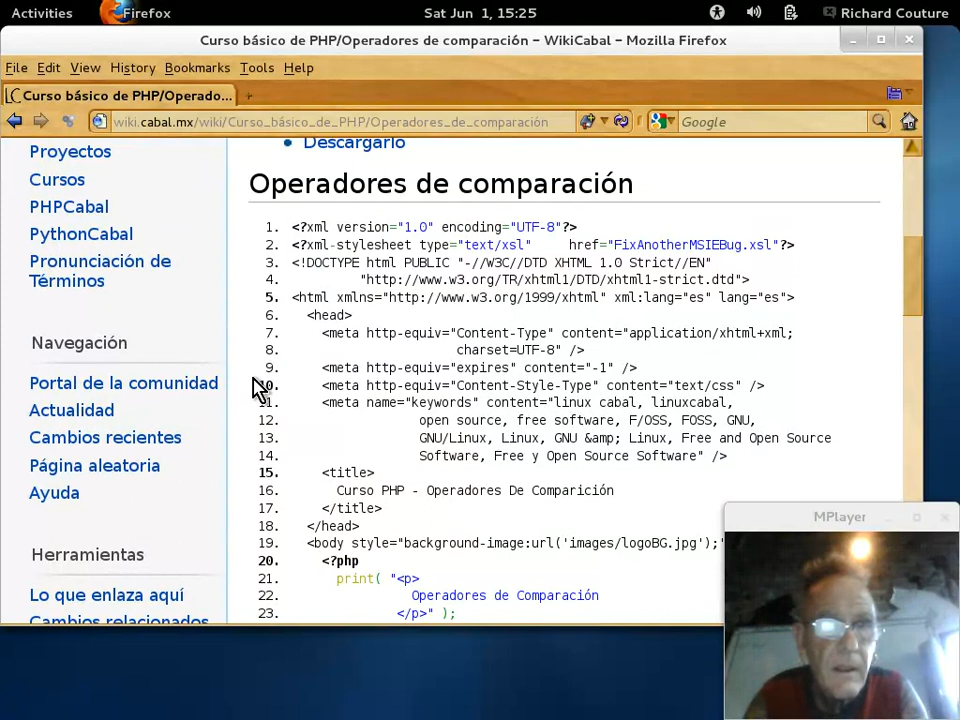 Activities Firefox Sat Jun 1, 15:25 Richard Couture
Curso básico de PHP/Operadores de comparación – WikiCabal – Mozilla Firefox
File Edit View History Bookmarks Tools Help
Curso básico de PHP/Operado... +
wiki.cabal.mx/wiki/Curso_básico_de_PHP/Operadores_de_comparación Google
Proyectos
Cursos
PHPCabal
PythonCabal
Pronunciación de
Términos
Navegación
Portal de la comunidad
Actualidad
Cambios recientes
Página aleatoria
Ayuda
Herramientas
Lo que enlaza aquí
Cambios relacionados
• Descargarlo
Operadores de comparación
1. <?xml version="1.0" encoding="UTF-8"?>
2. <?xml-stylesheet type="text/xsl" href="FixAnotherMSIEBug.xsl"?>
3. <!DOCTYPE html PUBLIC "-//W3C//DTD XHTML 1.0 Strict//EN"
4. "http://www.w3.org/TR/xhtml1/DTD/xhtml1-strict.dtd">
5. <html xmlns="http://www.w3.org/1999/xhtml" xml:lang="es" lang="es">
6. <head>
7. <meta http-equiv="Content-Type" content="application/xhtml+xml;
8. charset=UTF-8" />
9. <meta http-equiv="expires" content="-1" />
10. <meta http-equiv="Content-Style-Type" content="text/css" />
11. <meta name="keywords" content="linux cabal, linuxcabal,
12. open source, free software, F/OSS, FOSS, GNU,
13. GNU/Linux, Linux, GNU &amp; Linux, Free and Open Source
14. Software, Free y Open Source Software" />
15. <title>
16. Curso PHP - Operadores De Comparición
17. </title>
18. </head>
19. <body style="background-image:url('images/logoBG.jpg');"
20. <?php
21. print( "<p>
22. Operadores de Comparación
23. </p>" );
MPlayer